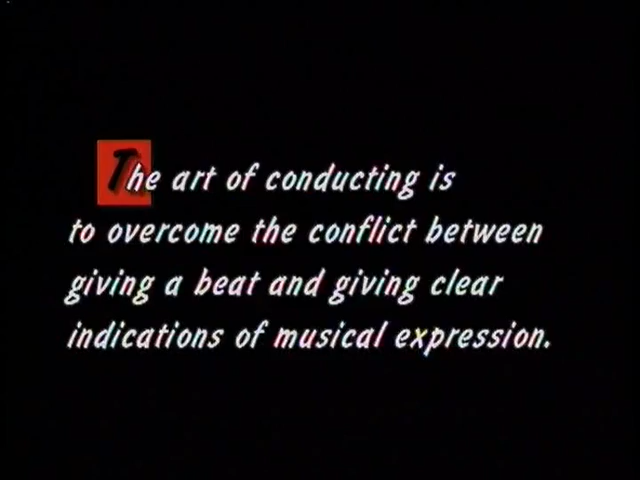 The art of conducting is
to overcome the conflict between
giving a beat and giving clear
indications of musical expression.